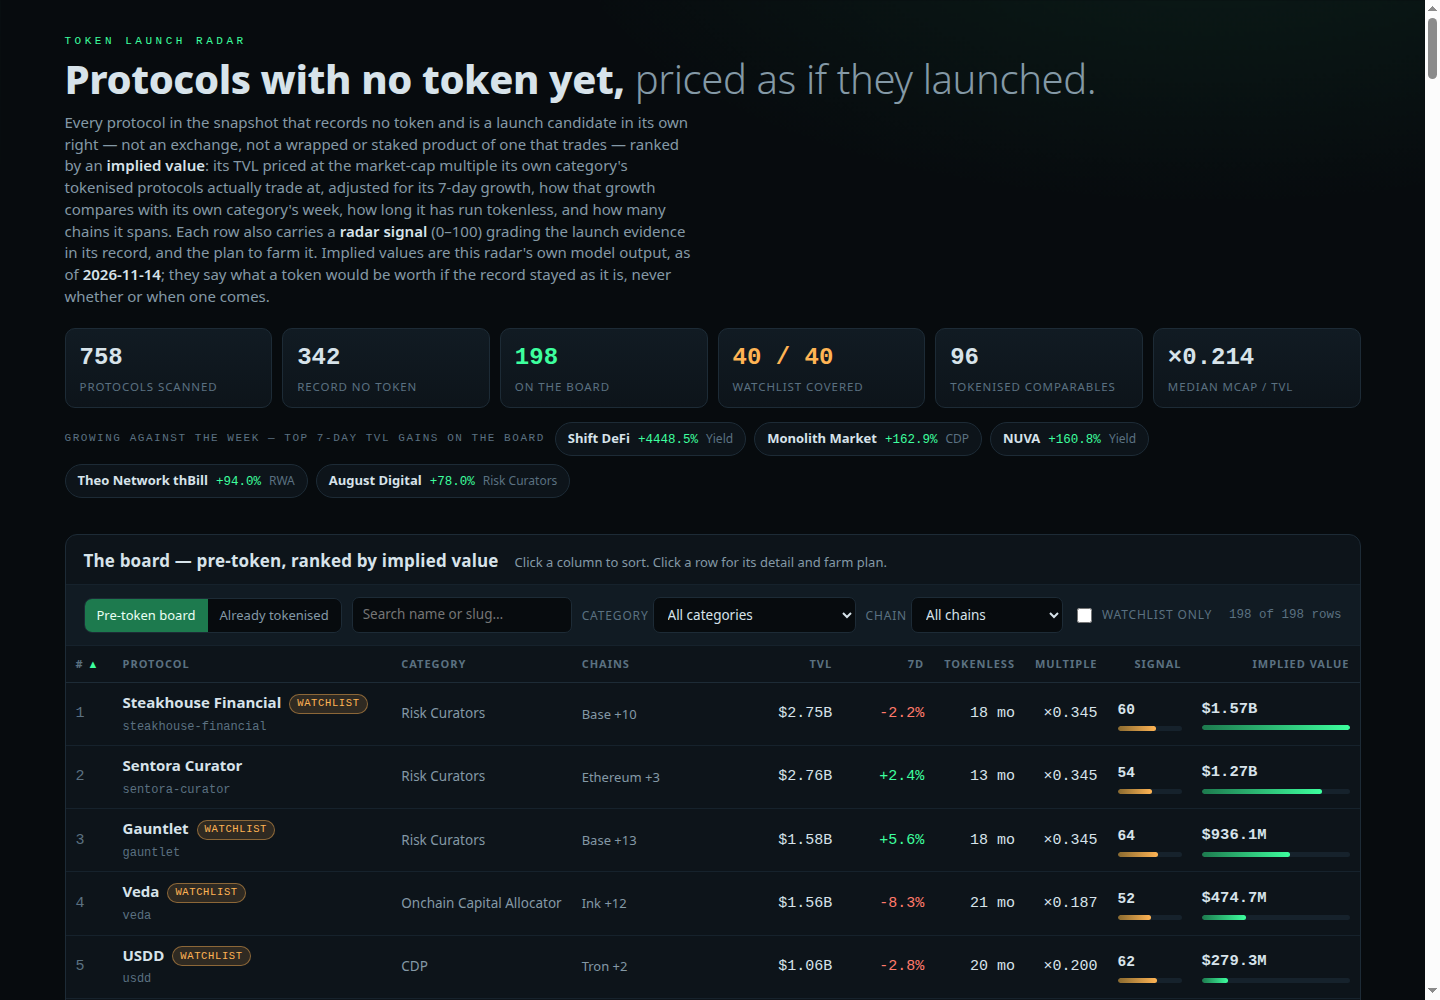 TOKEN LAUNCH RADAR
Protocols with no token yet, priced as if they launched.
Every protocol in the snapshot that records no token and is a launch candidate in its own
right — not an exchange, not a wrapped or staked product of one that trades — ranked
by an implied value: its TVL priced at the market-cap multiple its own category's
tokenised protocols actually trade at, adjusted for its 7-day growth, how that growth
compares with its own category's week, how long it has run tokenless, and how many
chains it spans. Each row also carries a radar signal (0–100) grading the launch evidence
in its record, and the plan to farm it. Implied values are this radar's own model output, as
of 2026-11-14; they say what a token would be worth if the record stayed as it is, never
whether or when one comes.
758 342 198 40 / 40 96 ×0.214
PROTOCOLS SCANNED RECORD NO TOKEN ON THE BOARD WATCHLIST COVERED TOKENISED COMPARABLES MEDIAN MCAP / TVL
GROWING AGAINST THE WEEK — TOP 7-DAY TVL GAINS ON THE BOARD Shift DeFi +4448.5% Yield Monolith Market +162.9% CDP NUVA +160.8% Yield
Theo Network thBill +94.0% RWA August Digital +78.0% Risk Curators
The board — pre-token, ranked by implied value Click a column to sort. Click a row for its detail and farm plan.
Pre-token board Already tokenised Search name or slug... CATEGORY All categories CHAIN All chains WATCHLIST ONLY 198 of 198 rows
# ▲ PROTOCOL CATEGORY CHAINS TVL 7D TOKENLESS MULTIPLE SIGNAL IMPLIED VALUE
1 Steakhouse Financial WATCHLIST Risk Curators Base +10 $2.75B -2.2% 18 mo ×0.345 60 $1.57B
steakhouse-financial
2 Sentora Curator Risk Curators Ethereum +3 $2.76B +2.4% 13 mo ×0.345 54 $1.27B
sentora-curator
3 Gauntlet WATCHLIST Risk Curators Base +13 $1.58B +5.6% 18 mo ×0.345 64 $936.1M
gauntlet
4 Veda WATCHLIST Onchain Capital Allocator Ink +12 $1.56B -8.3% 21 mo ×0.187 52 $474.7M
veda
5 USDD WATCHLIST CDP Tron +2 $1.06B -2.8% 20 mo ×0.200 62 $279.3M
usdd